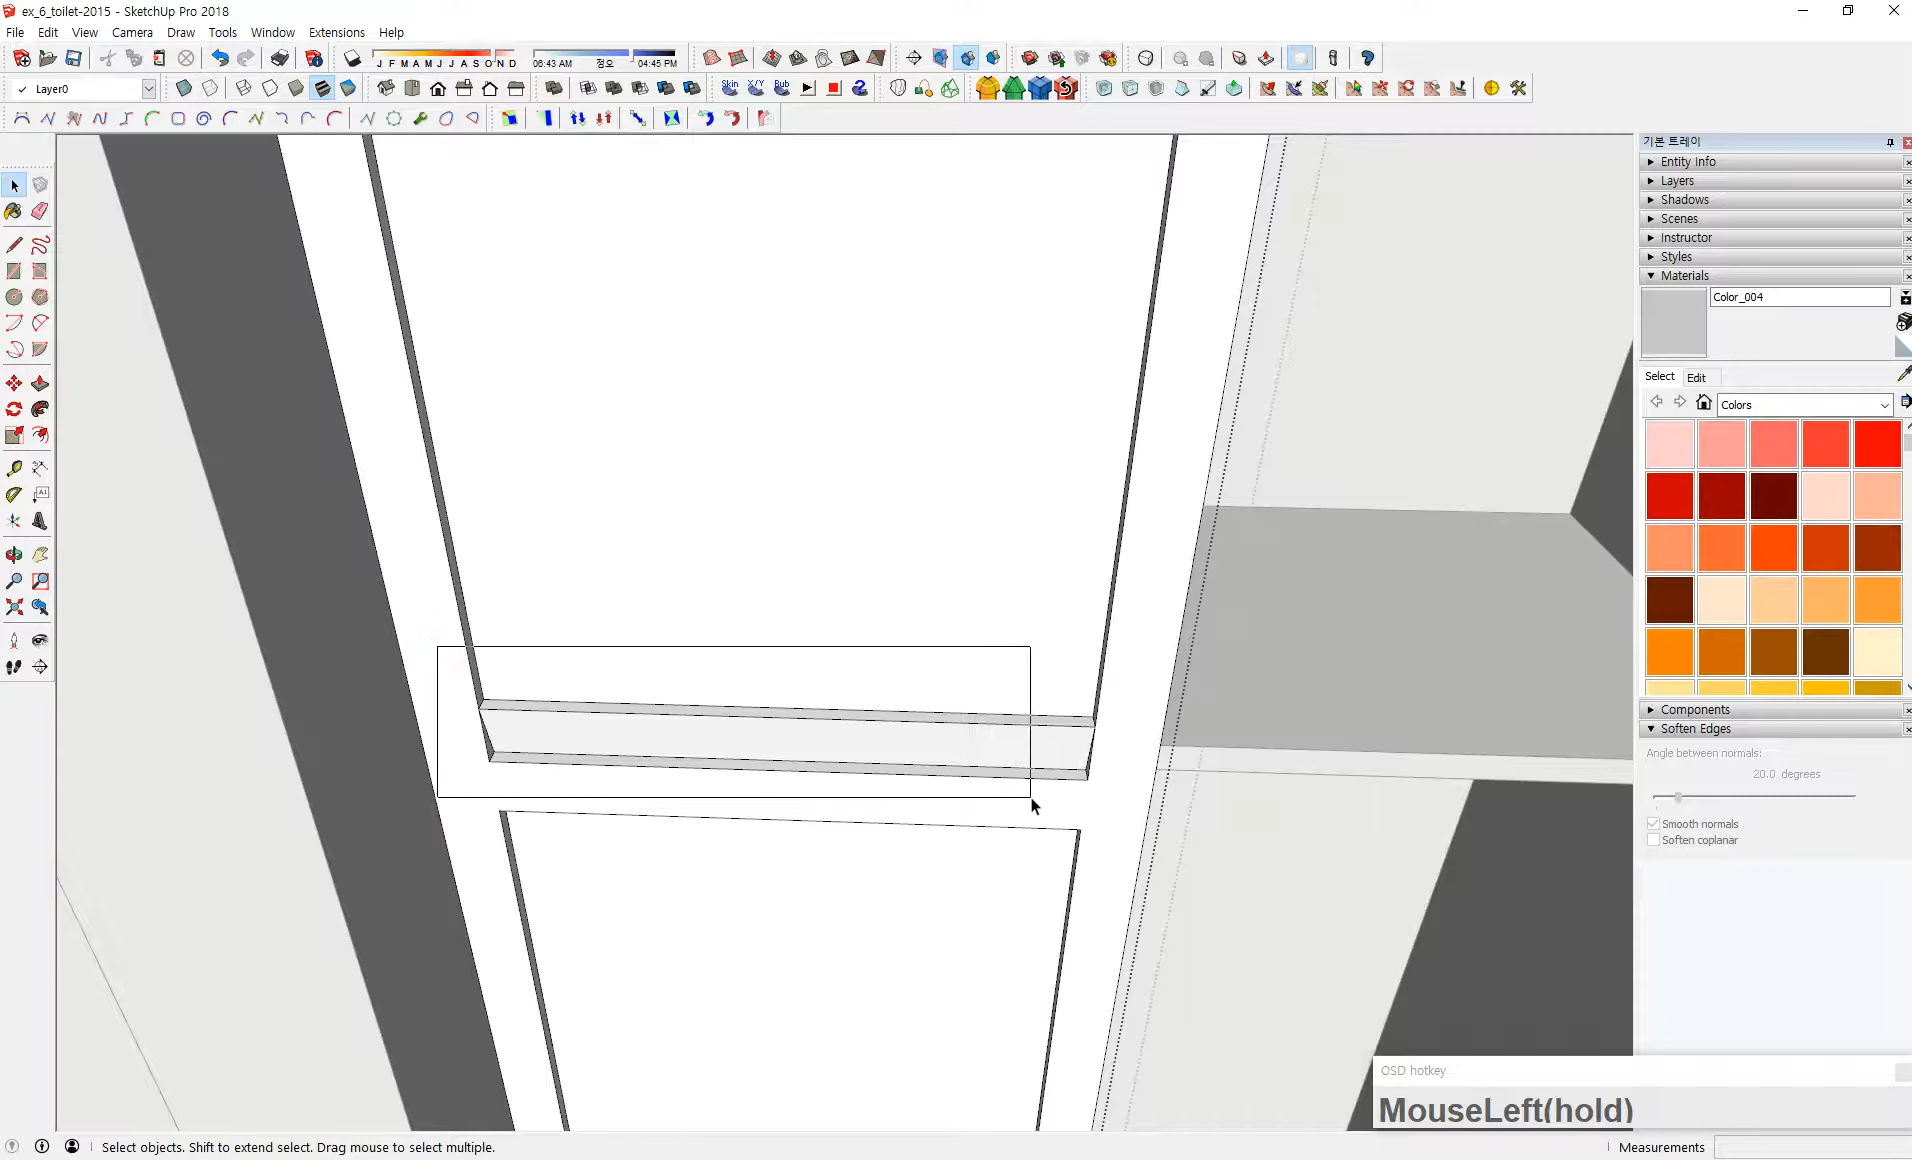 ex_6_toilet-2015 - SketchUp Pro 2018
File Edit View Camera Draw Tools Window Extensions Help
J F M A M J J A S O N D
06:43 AM 정오 04:45 PM
Layer0
Skin X/Y Bub
기본 트레이
Entity Info
Layers
Shadows
Scenes
Instructor
Styles
Materials
Color_004
Select Edit
Colors
Components
Soften Edges
Angle between normals:
20.0 degrees
Smooth normals
Soften coplanar
OSD hotkey
MouseLeft(hold)
Select objects. Shift to extend select. Drag mouse to select multiple.
Measurements